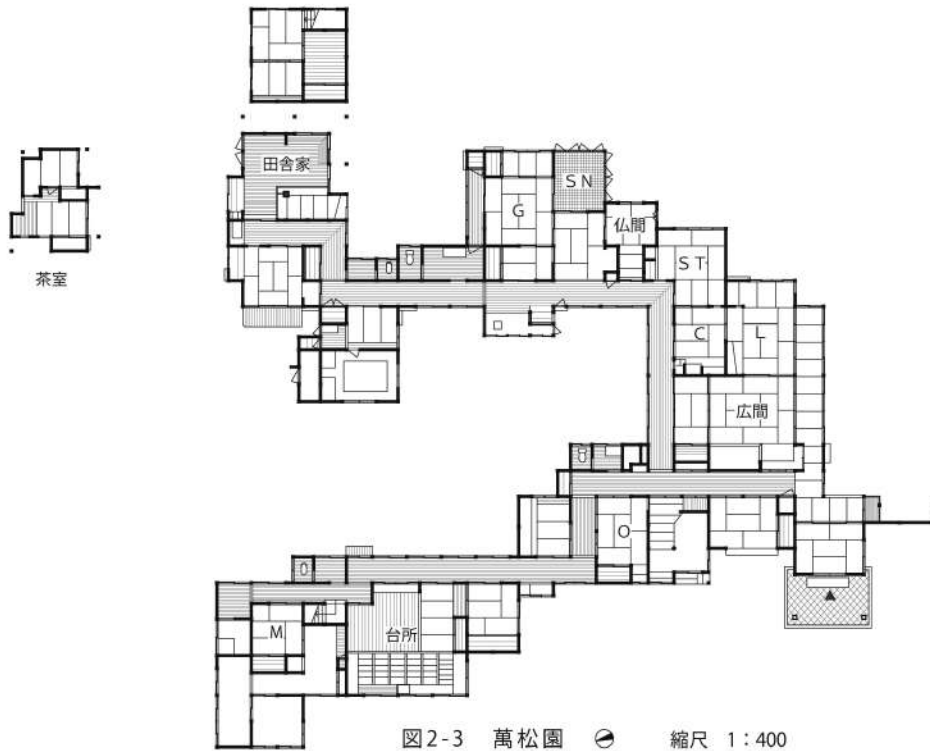 田舎家
ＳＮ
Ｇ
仏間
茶室
ＳＴ
Ｃ
Ｌ
広間
Ｏ
Ｍ
台所
図2-3　萬松園　縮尺　1：400